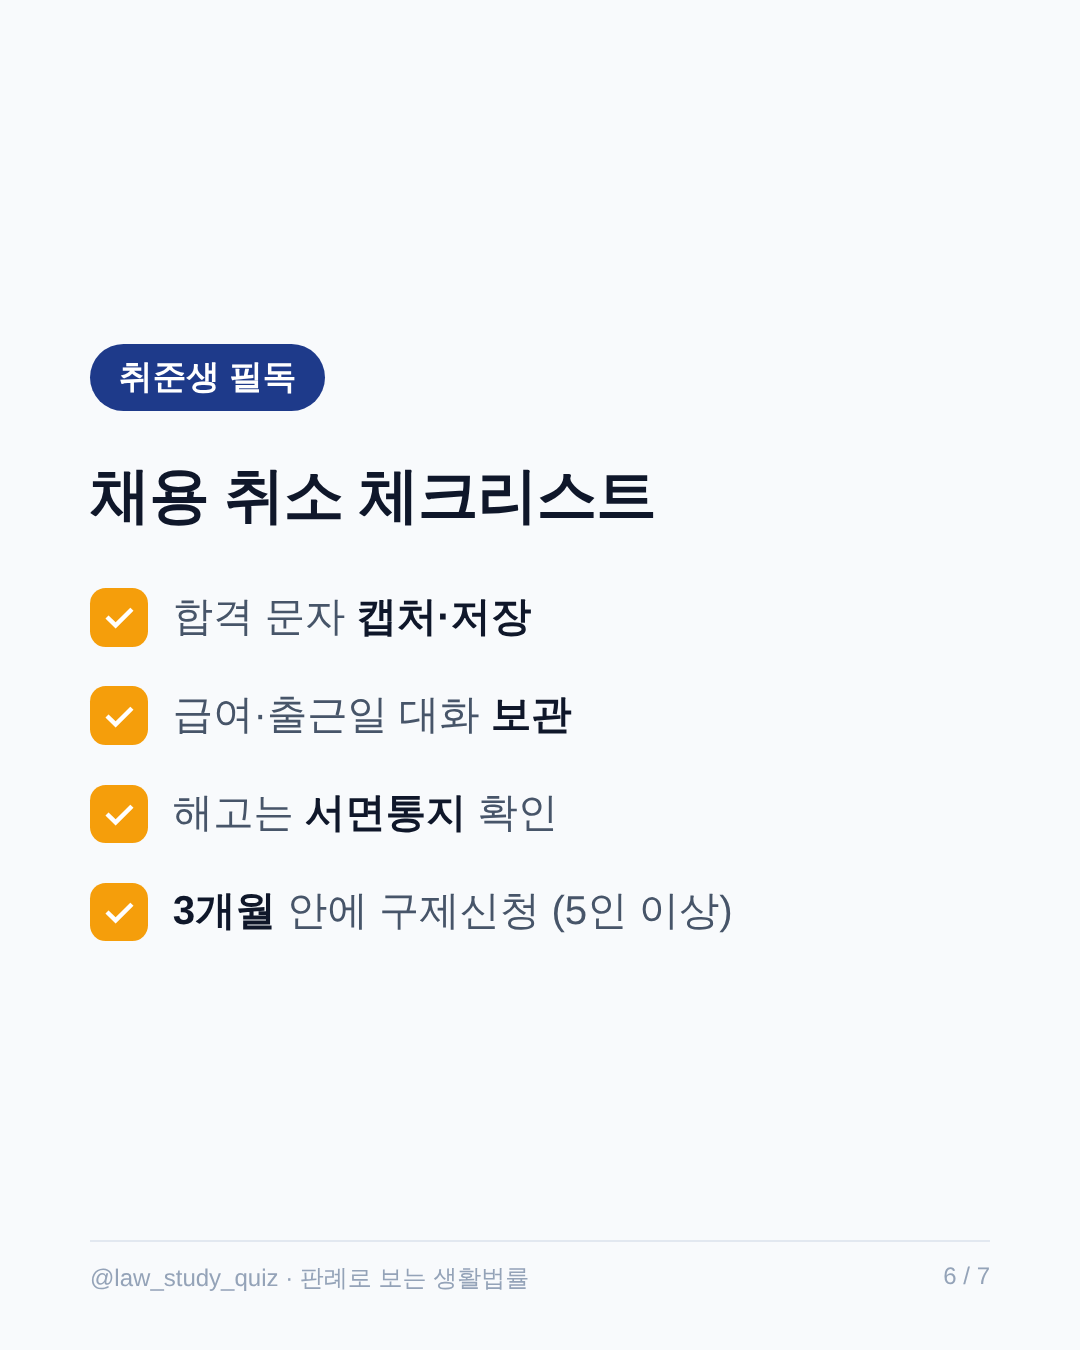 취준생 필독
채용 취소 체크리스트
합격 문자 캡처·저장
급여·출근일 대화 보관
해고는 서면통지 확인
3개월 안에 구제신청 (5인 이상)
@law_study_quiz · 판례로 보는 생활법률
6 / 7